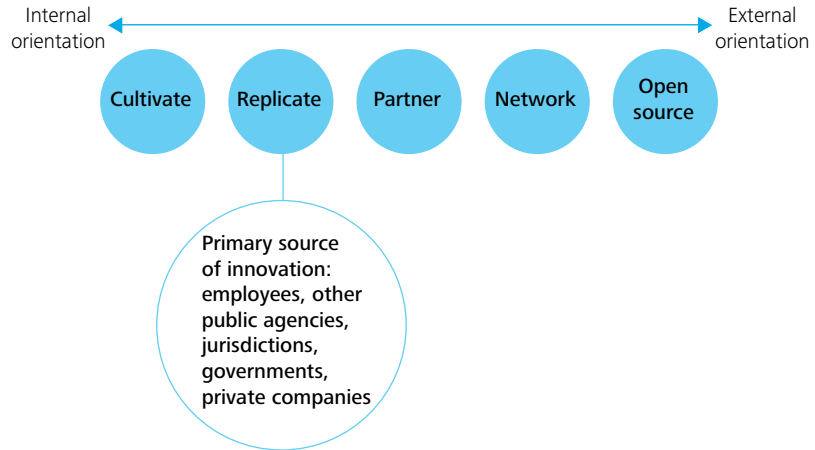 Internal
orientation
External
orientation
Cultivate
Replicate
Partner
Network
Open
source
Primary source
of innovation:
employees, other
public agencies,
jurisdictions,
governments,
private companies